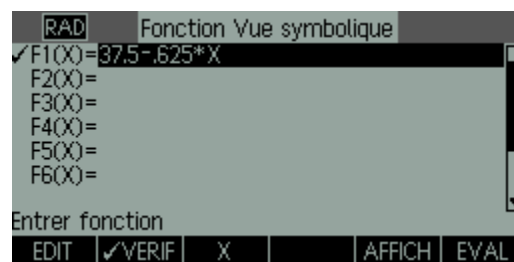 RAD Fonction Vue symbolique
✓F1(X)=37.5-.625*X
F2(X)=
F3(X)=
F4(X)=
F5(X)=
F6(X)=
Entrer fonction
EDIT ✓VERIF X AFFICH EVAL